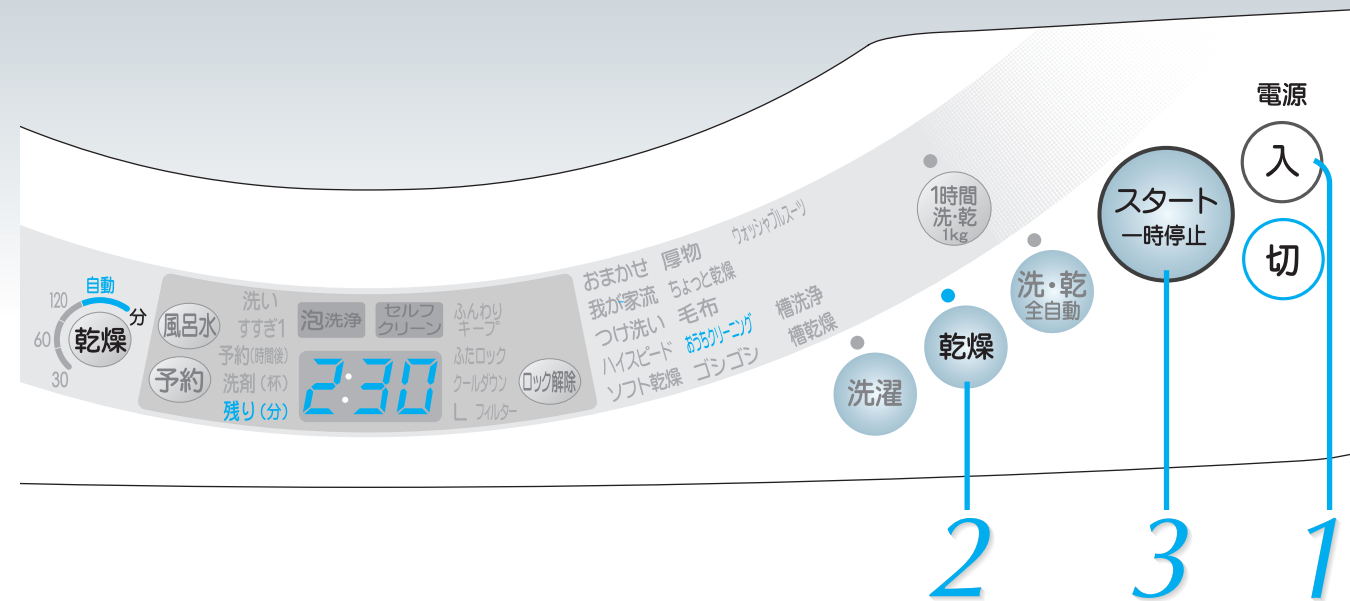 電源
入
切
スタート
一時停止
1時間
洗・乾
1kg
洗・乾
全自動
乾燥
洗濯
自動
120
60
30
分
乾燥
風呂水
予約
洗い
すすぎ1
予約(時間後)
洗剤(杯)
残り(分)
泡洗浄
セルフ
クリーン
2:30
ふんわり
キープ
ふたロック
クールダウン
L フィルター
ロック解除
おまかせ
我が家流
つけ洗い
ハイスピード
ソフト乾燥
厚物
ちょっと乾燥
毛布
おうちクリーニング
ゴシゴシ
ウオッシャブルスーツ
槽洗浄
槽乾燥
2
3
1